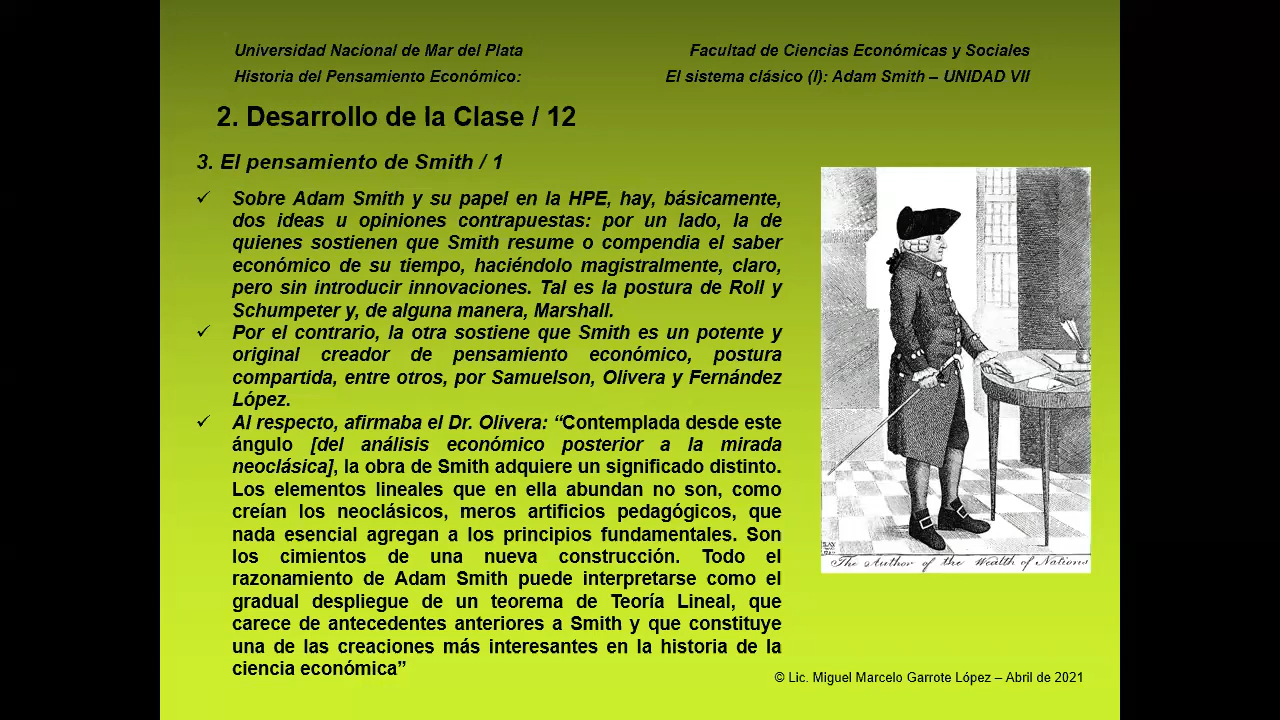 Universidad Nacional de Mar del Plata
Facultad de Ciencias Económicas y Sociales
Historia del Pensamiento Económico:
El sistema clásico (I): Adam Smith – UNIDAD VII
2. Desarrollo de la Clase / 12
3. El pensamiento de Smith / 1
✓ Sobre Adam Smith y su papel en la HPE, hay, básicamente,
dos ideas u opiniones contrapuestas: por un lado, la de
quienes sostienen que Smith resume o compendia el saber
económico de su tiempo, haciéndolo magistralmente, claro,
pero sin introducir innovaciones. Tal es la postura de Roll y
Schumpeter y, de alguna manera, Marshall.
✓ Por el contrario, la otra sostiene que Smith es un potente y
original creador de pensamiento económico, postura
compartida, entre otros, por Samuelson, Olivera y Fernández
López.
✓ Al respecto, afirmaba el Dr. Olivera: “Contemplada desde este
ángulo [del análisis económico posterior a la mirada
neoclásica], la obra de Smith adquiere un significado distinto.
Los elementos lineales que en ella abundan no son, como
creían los neoclásicos, meros artificios pedagógicos, que
nada esencial agregan a los principios fundamentales. Son
los cimientos de una nueva construcción. Todo el
razonamiento de Adam Smith puede interpretarse como el
gradual despliegue de un teorema de Teoría Lineal, que
carece de antecedentes anteriores a Smith y que constituye
una de las creaciones más interesantes en la historia de la
ciencia económica”
The Author of the Wealth of Nations
© Lic. Miguel Marcelo Garrote López – Abril de 2021